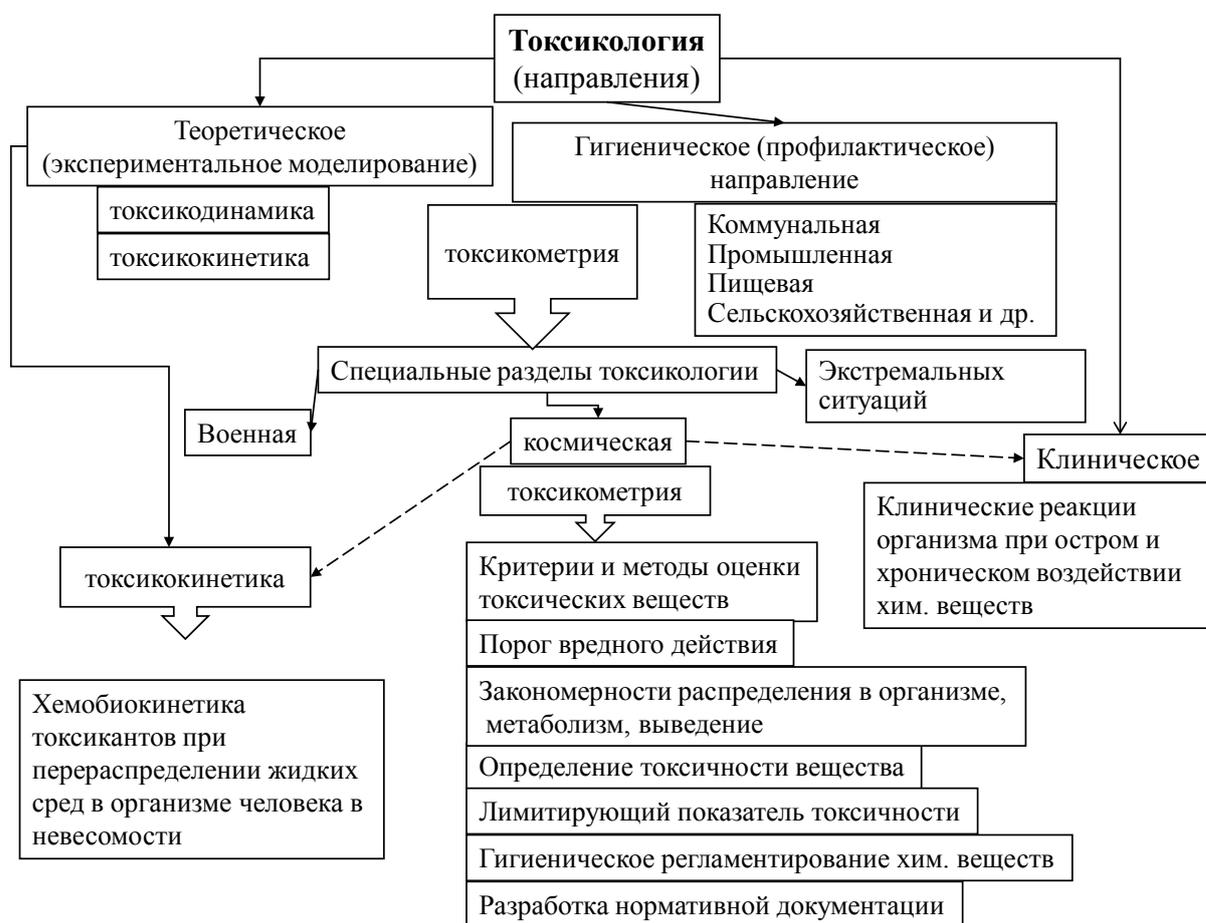 Токсикология
(направления)
Теоретическое
(экспериментальное моделирование)
токсикодинамика
токсикокинетика
Гигиеническое (профилактическое)
направление
Коммунальная
Промышленная
Пищевая
Сельскохозяйственная и др.
токсикометрия
Специальные разделы токсикологии
Экстремальных
ситуаций
Военная
космическая
Клиническое
токсикометрия
Клинические реакции
организма при остром и
хроническом воздействии
хим. веществ
токсикокинетика
Критерии и методы оценки
токсических веществ
Порог вредного действия
Закономерности распределения в организме,
метаболизм, выведение
Определение токсичности вещества
Лимитирующий показатель токсичности
Гигиеническое регламентирование хим. веществ
Разработка нормативной документации
Хемобиокинетика
токсикантов при
перераспределении жидких
сред в организме человека в
невесомости